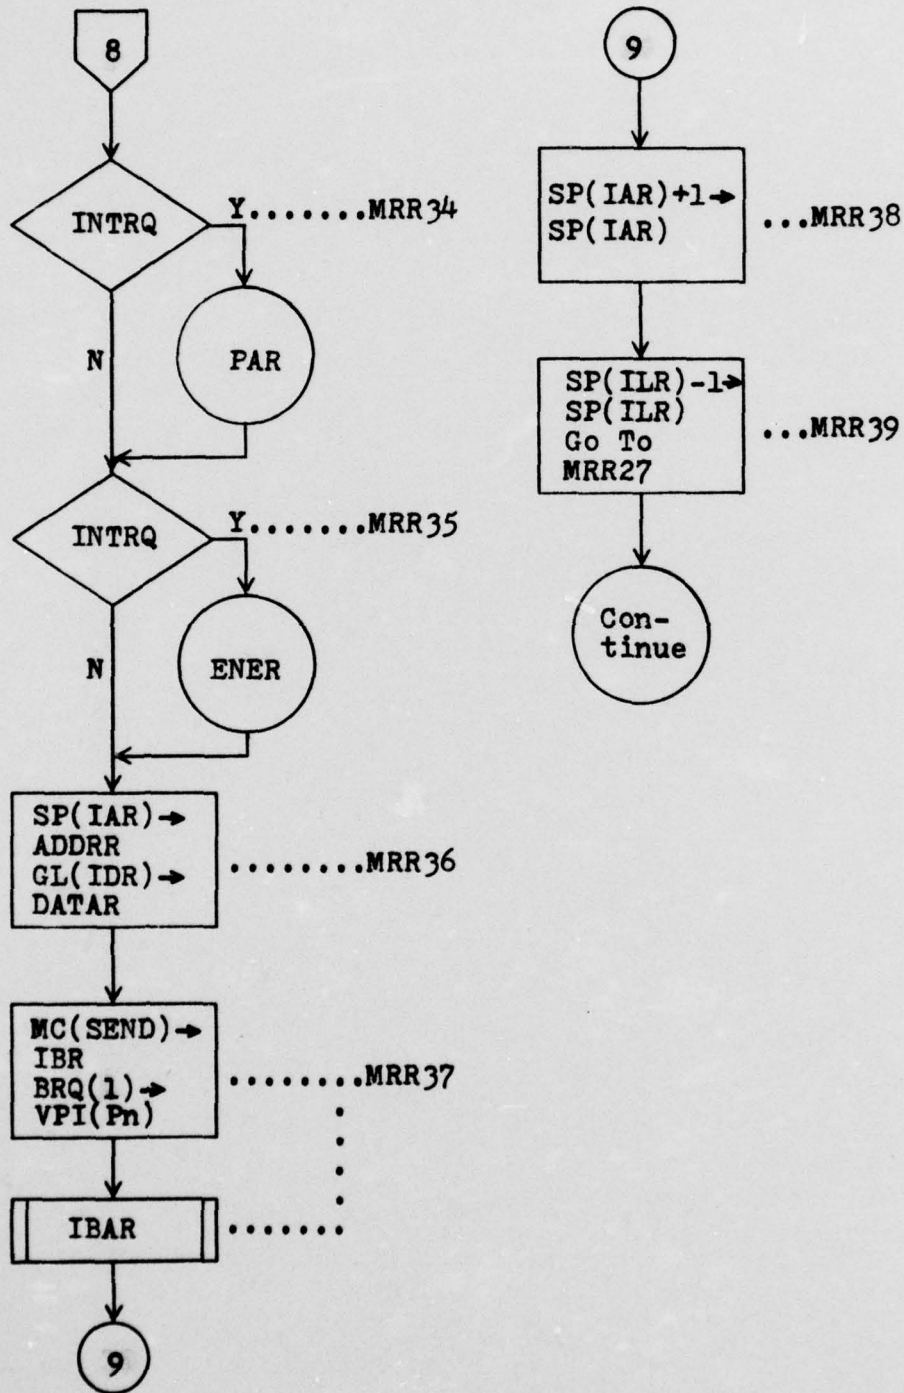 8
INTRQ
Y.......MRR34
N
PAR
INTRQ
Y.......MRR35
N
ENER
SP(IAR)→
ADDRR
GL(IDR)→
DATAR
........MRR36
MC(SEND)→
IBR
BRQ(1)→
VPI(Pn)
........MRR37
IBAR
.......
9
9
SP(IAR)+1→
SP(IAR)
...MRR38
SP(ILR)-1→
SP(ILR)
Go To
MRR27
...MRR39
Con-
tinue